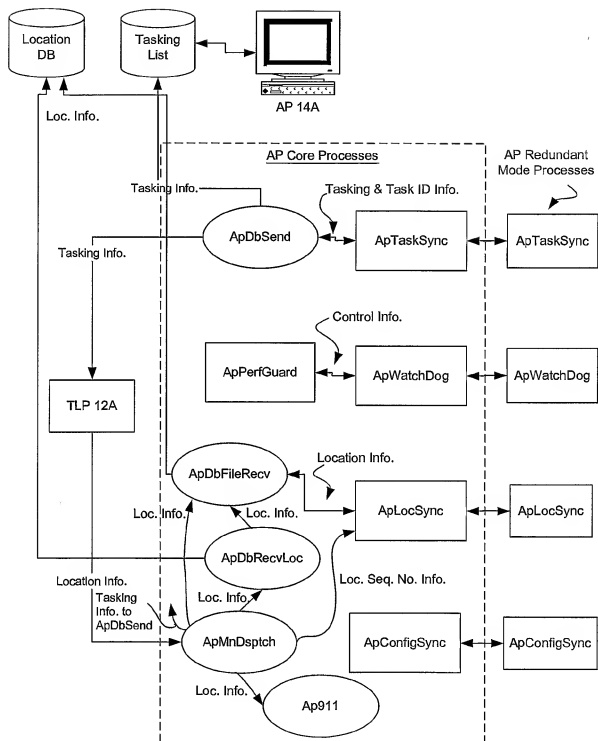 Location
DB
Tasking
List
AP 14A
Loc. Info.
AP Core Processes
AP Redundant
Mode Processes
Tasking Info.
Tasking & Task ID Info.
ApDbSend
ApTaskSync
ApTaskSync
Tasking Info.
Control Info.
ApPerfGuard
ApWatchDog
ApWatchDog
TLP 12A
Location Info.
ApDbFileRecv
Loc. Info.
Loc. Info.
ApLocSync
ApLocSync
ApDbRecvLoc
Location Info.
Loc. Seq. No. Info.
Tasking
Info. to
ApDbSend
Loc. Info.
ApMnDsptch
ApConfigSync
ApConfigSync
Loc. Info.
Ap911